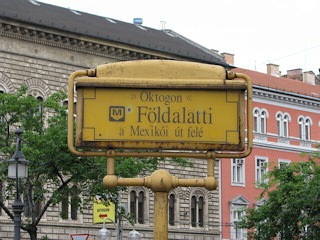 » Oktogon »
M Földalatti
a Mexikói út felé